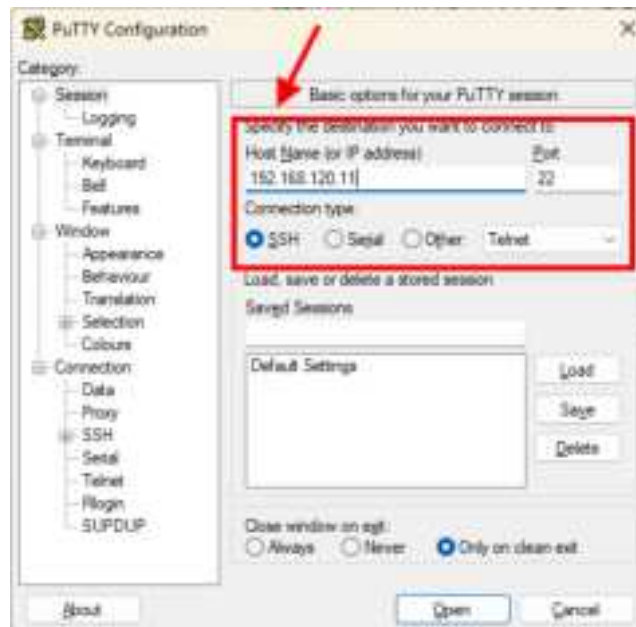 PuTTY Configuration
Category:
Session
Logging
Terminal
Keyboard
Bell
Features
Window
Appearance
Behaviour
Translation
Selection
Colours
Connection
Data
Proxy
SSH
Serial
Telnet
Rlogin
SUPDUP
Basic options for your PuTTY session
Specify the destination you want to connect to
Host Name (or IP address)
Port
192.168.120.11
22
Connection type:
SSH Serial Other: Telnet
Load, save or delete a stored session
Saved Sessions
Default Settings
Load
Save
Delete
Close window on exit:
Always Never Only on clean exit
About
Open
Cancel